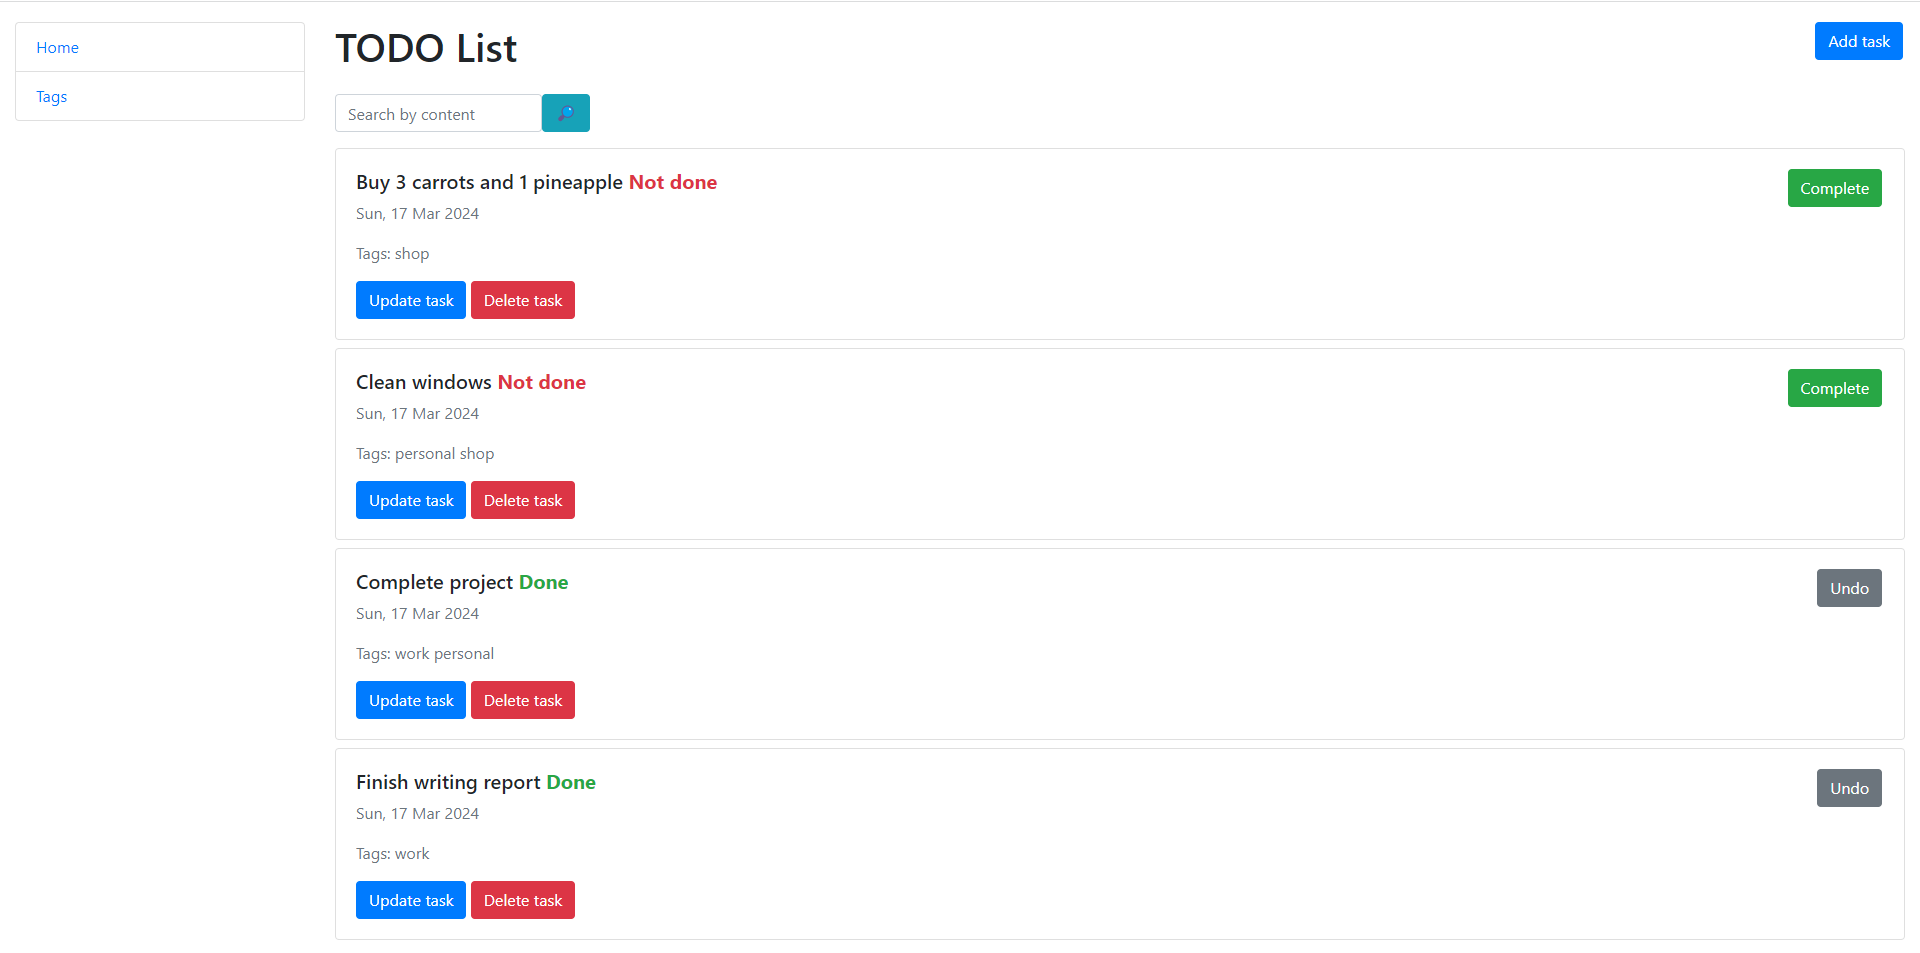 Home
Tags
TODO List
Add task
Search by content
Buy 3 carrots and 1 pineapple Not done
Complete
Sun, 17 Mar 2024
Tags: shop
Update task Delete task
Clean windows Not done
Complete
Sun, 17 Mar 2024
Tags: personal shop
Update task Delete task
Complete project Done
Undo
Sun, 17 Mar 2024
Tags: work personal
Update task Delete task
Finish writing report Done
Undo
Sun, 17 Mar 2024
Tags: work
Update task Delete task